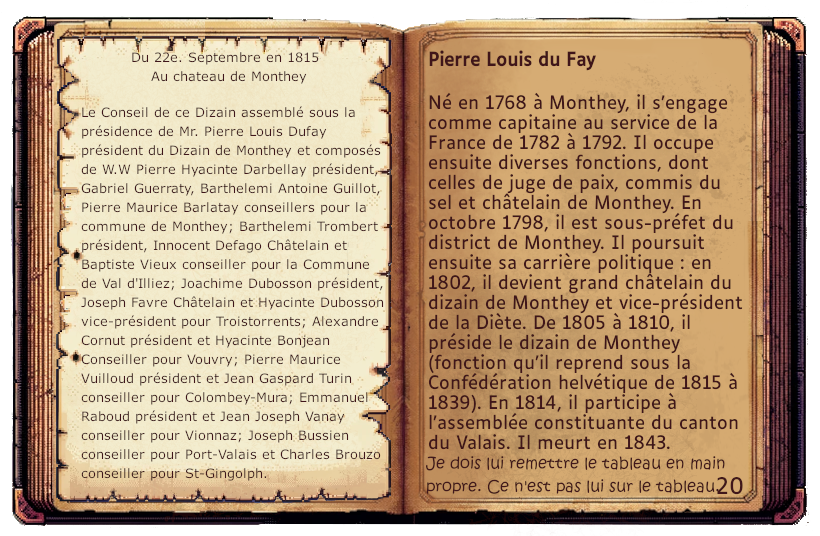 Du 22e. Septembre en 1815
Au chateau de Monthey
Le Conseil de ce Dizain assemblé sous la
présidence de Mr. Pierre Louis Dufay
président du Dizain de Monthey et composés
de W.W Pierre Hyacinte Darbellay président,
Gabriel Guerraty, Barthelemi Antoine Guillot,
Pierre Maurice Barlatay conseillers pour la
commune de Monthey; Barthelemi Trombert
président, Innocent Defago Châtelain et
Baptiste Vieux conseiller pour la Commune
de Val d'Illiez; Joachime Dubosson président,
Joseph Favre Châtelain et Hyacinte Dubosson
vice-président pour Troistorrents; Alexandre
Cornut président et Hyacinte Bonjean
Conseiller pour Vouvry; Pierre Maurice
Vuilloud président et Jean Gaspard Turin
conseiller pour Colombey-Mura; Emmanuel
Raboud président et Jean Joseph Vanay
conseiller pour Vionnaz; Joseph Bussien
conseiller pour Port-Valais et Charles Brouzo
conseiller pour St-Gingolph.
Pierre Louis du Fay
Né en 1768 à Monthey, il s'engage
comme capitaine au service de la
France de 1782 à 1792. Il occupe
ensuite diverses fonctions, dont
celles de juge de paix, commis du
sel et châtelain de Monthey. En
octobre 1798, il est sous-préfet du
district de Monthey. Il poursuit
ensuite sa carrière politique : en
1802, il devient grand châtelain du
dizain de Monthey et vice-président
de la Diète. De 1805 à 1810, il
préside le dizain de Monthey
(fonction qu'il reprend sous la
Confédération helvétique de 1815 à
1839). En 1814, il participe à
l'assemblée constituante du canton
du Valais. Il meurt en 1843.
Je dois lui remettre le tableau en main
propre. Ce n'est pas lui sur le tableau
20